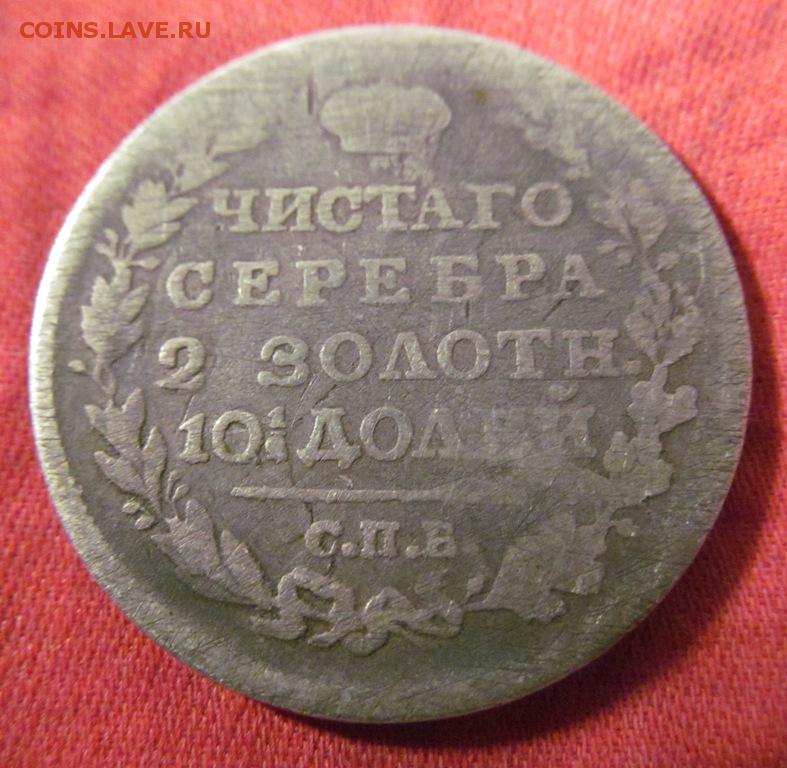 COINS.LAVE.RU
ЧИСТАГО
СЕРЕБРА
2 ЗОЛОТН.
10½ ДОЛЕЙ
С.П.Б.